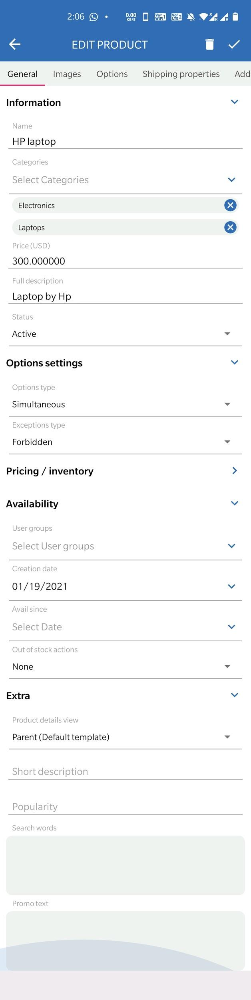 2:06
0.00
KB/S
Vo
WiFi1
Vo
LTE2
X
R
R
EDIT PRODUCT
General Images Options Shipping properties Add
Information
Name
HP laptop
Categories
Select Categories
Electronics
Laptops
Price (USD)
300.000000
Full description
Laptop by Hp
Status
Active
Options settings
Options type
Simultaneous
Exceptions type
Forbidden
Pricing / inventory
Availability
User groups
Select User groups
Creation date
01/19/2021
Avail since
Select Date
Out of stock actions
None
Extra
Product details view
Parent (Default template)
Short description
Popularity
Search words
Promo text